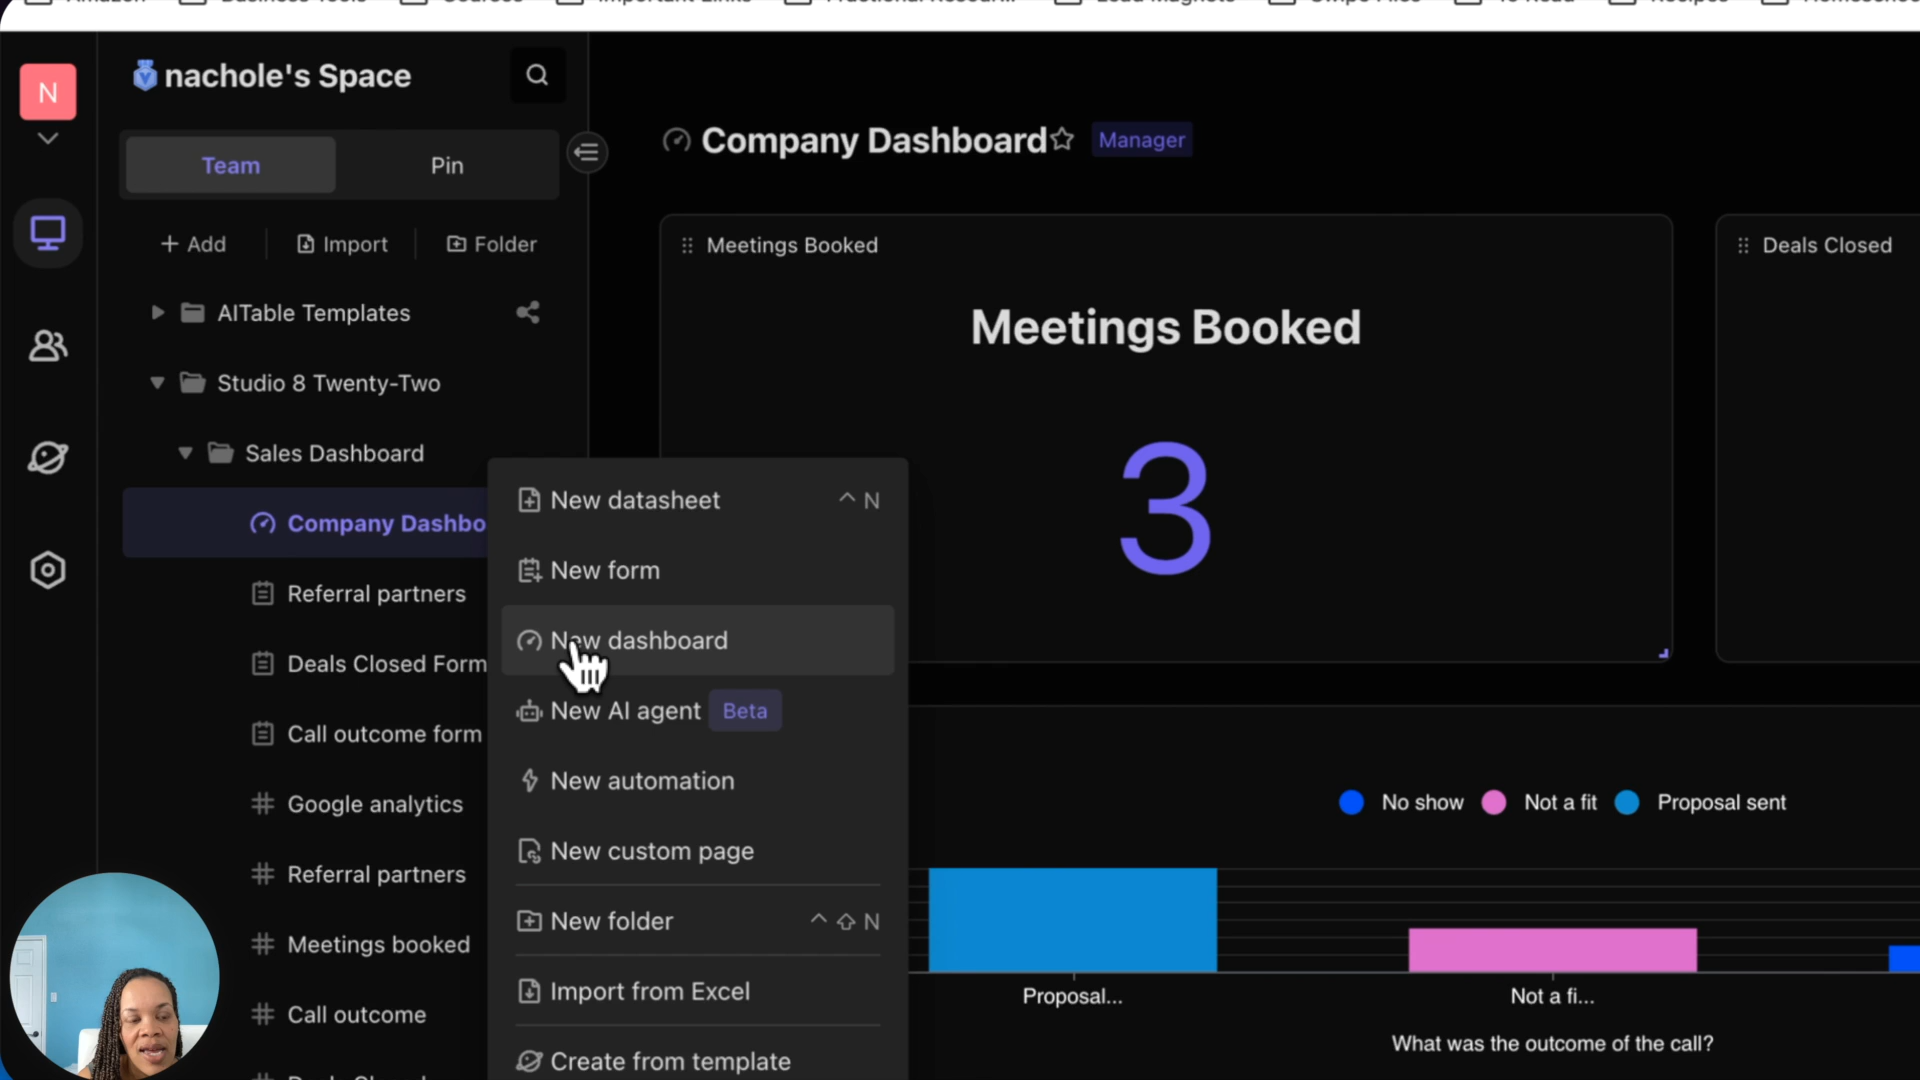 N
nachole's Space
Team
Pin
+ Add
Import
Folder
AITable Templates
Studio 8 Twenty-Two
Sales Dashboard
Company Dashbo
Referral partners
Deals Closed Form
Call outcome form
Google analytics
Referral partners
Meetings booked
Call outcome
New datasheet ^ N
New form
New dashboard
New AI agent Beta
New automation
New custom page
New folder ^ ⇧ N
Import from Excel
Create from template
Company Dashboard
Manager
Meetings Booked
Meetings Booked
3
Deals Closed
No show
Not a fit
Proposal sent
Proposal...
Not a fi...
What was the outcome of the call?